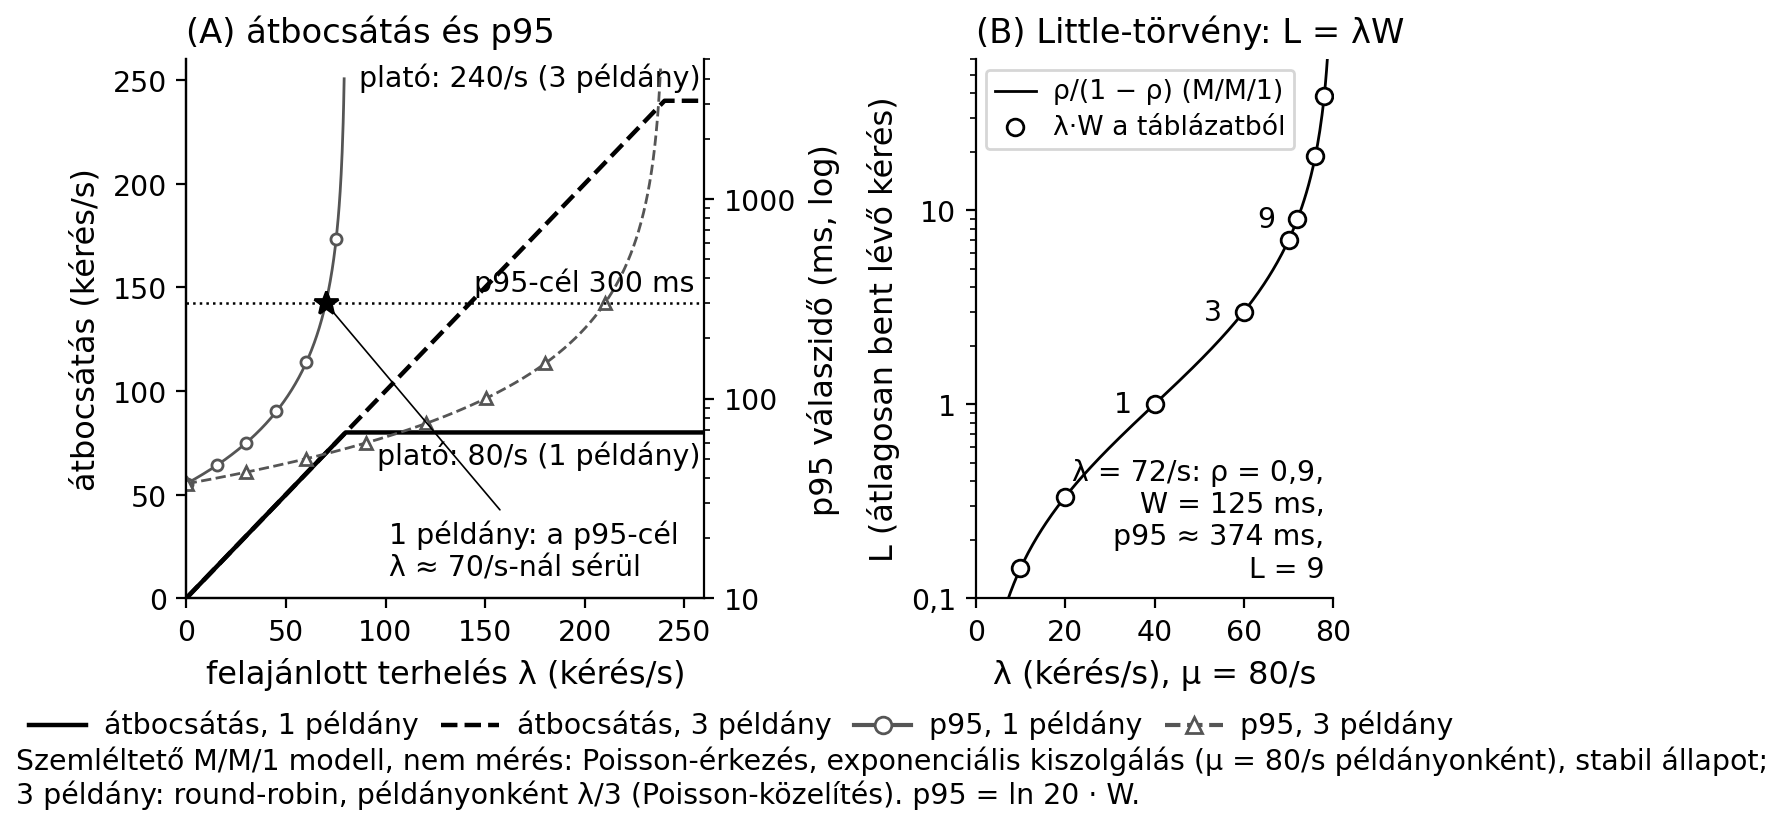 (A) átbocsátás és p95
250
200
150
100
50
0
átbocsátás (kérés/s)
plató: 240/s (3 példány)
p95-cél 300 ms
plató: 80/s (1 példány)
1 példány: a p95-cél
λ ≈ 70/s-nál sérül
1000
100
10
p95 válaszidő (ms, log)
0 50 100 150 200 250
felajánlott terhelés λ (kérés/s)
(B) Little-törvény: L = λW
ρ/(1 − ρ) (M/M/1)
λ·W a táblázatból
10
1
0,1
L (átlagosan bent lévő kérés)
9
3
1
λ = 72/s: ρ = 0,9,
W = 125 ms,
p95 ≈ 374 ms,
L = 9
0 20 40 60 80
λ (kérés/s), μ = 80/s
átbocsátás, 1 példány átbocsátás, 3 példány p95, 1 példány p95, 3 példány
Szemléltető M/M/1 modell, nem mérés: Poisson-érkezés, exponenciális kiszolgálás (μ = 80/s példányonként), stabil állapot;
3 példány: round-robin, példányonként λ/3 (Poisson-közelítés). p95 = ln 20 · W.